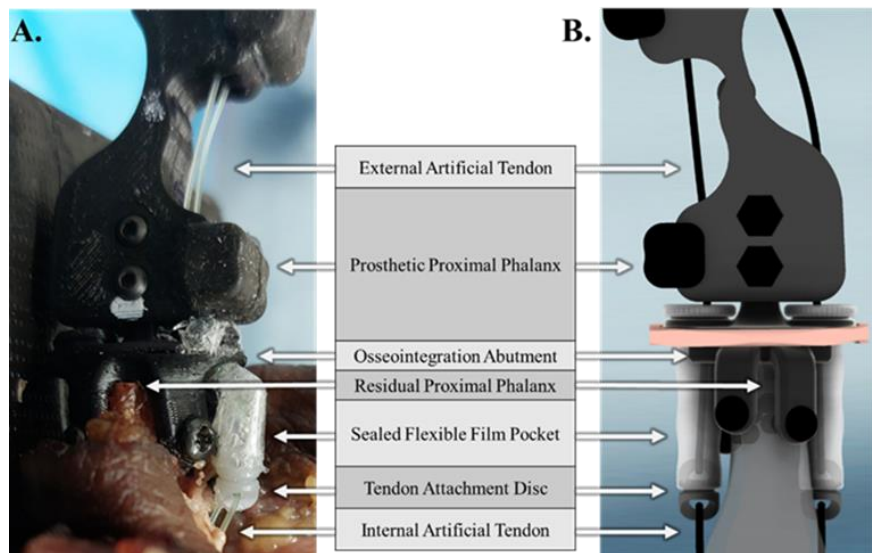 A.
B.
External Artificial Tendon
Prosthetic Proximal Phalanx
Osseointegration Abutment
Residual Proximal Phalanx
Sealed Flexible Film Pocket
Tendon Attachment Disc
Internal Artificial Tendon